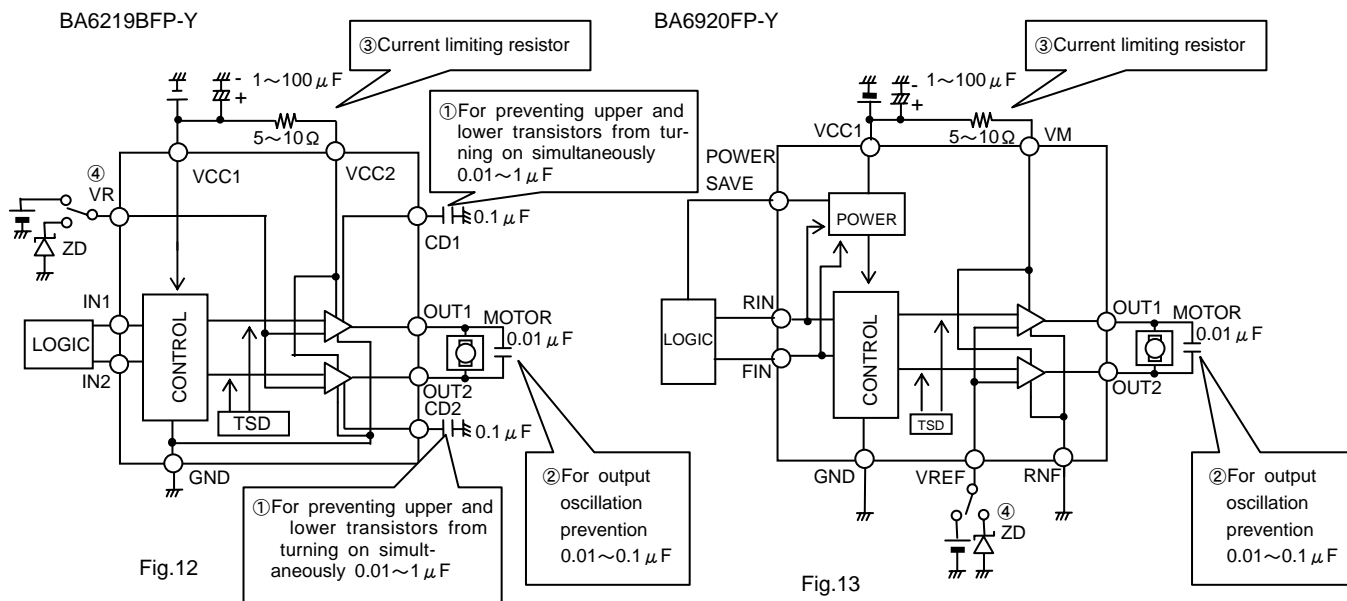 BA6219BFP-Y
③Current limiting resistor
1～100μF
-
+
①For preventing upper and
lower transistors from tur-
ning on simultaneously
0.01～1μF
5～10Ω
VCC1
VCC2
④
VR
ZD
0.1μF
CD1
IN1
LOGIC
IN2
CONTROL
TSD
OUT1
MOTOR
0.01μF
OUT2
CD2
0.1μF
GND
①For preventing upper and
lower transistors from
turning on simult-
aneously 0.01～1μF
②For output
oscillation
prevention
0.01～0.1μF
Fig.12
BA6920FP-Y
③Current limiting resistor
1～100μF
-
+
VCC1
5～10Ω
VM
POWER
SAVE
POWER
RIN
LOGIC
FIN
CONTROL
TSD
OUT1
MOTOR
0.01μF
OUT2
GND
VREF
RNF
④
ZD
②For output
oscillation
prevention
0.01～0.1μF
Fig.13